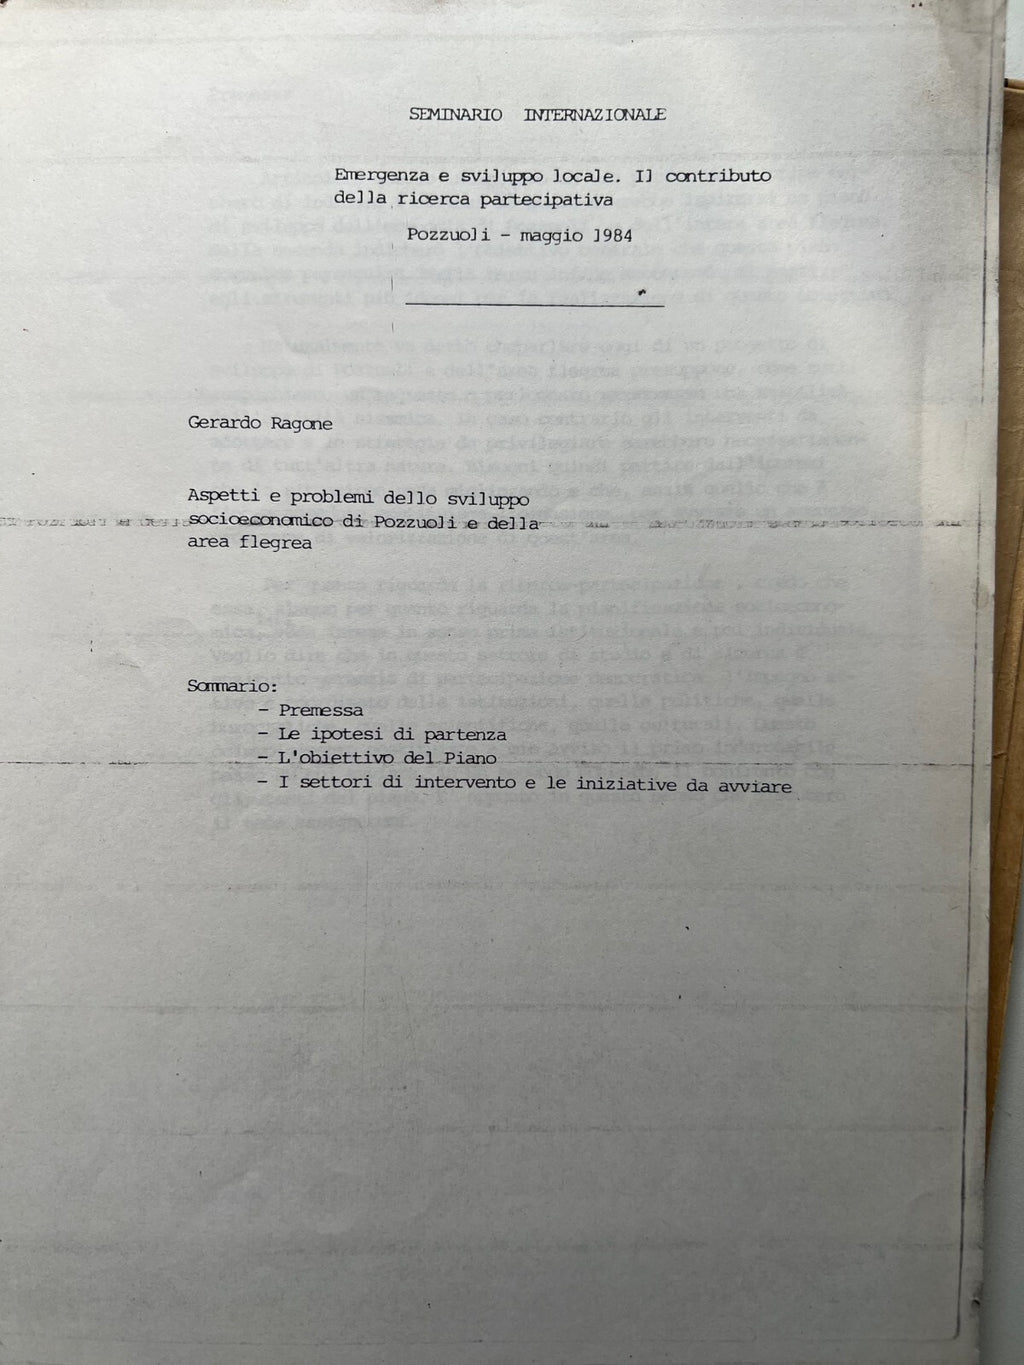 SEMINARIO INTERNAZIONALE
Emergenza e sviluppo locale. Il contributo
della ricerca partecipativa
Pozzuoli - maggio 1984
Gerardo Ragone
Aspetti e problemi dello sviluppo
socioeconomico di Pozzuoli e della
area flegrea
Sommario:
- Premessa
- Le ipotesi di partenza
- L'obiettivo del Piano
- I settori di intervento e le iniziative da avviare